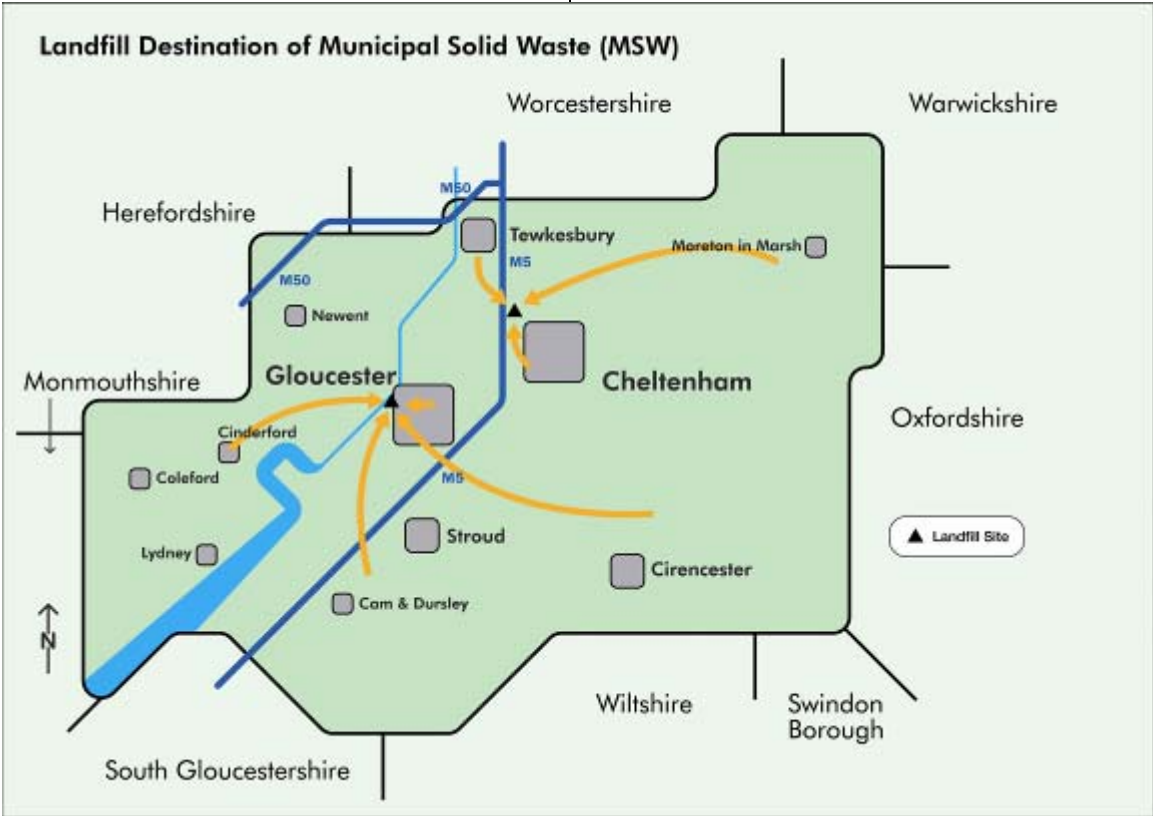 Landfill Destination of Municipal Solid Waste (MSW)
Worcestershire
Warwickshire
Herefordshire
M50
Tewkesbury
Moreton in Marsh
M5
M50
Newent
Monmouthshire
Gloucester
Cheltenham
Oxfordshire
Cinderford
Coleford
M5
Stroud
Landfill Site
Lydney
Cirencester
Cam & Dursley
N
Wiltshire
Swindon
Borough
South Gloucestershire